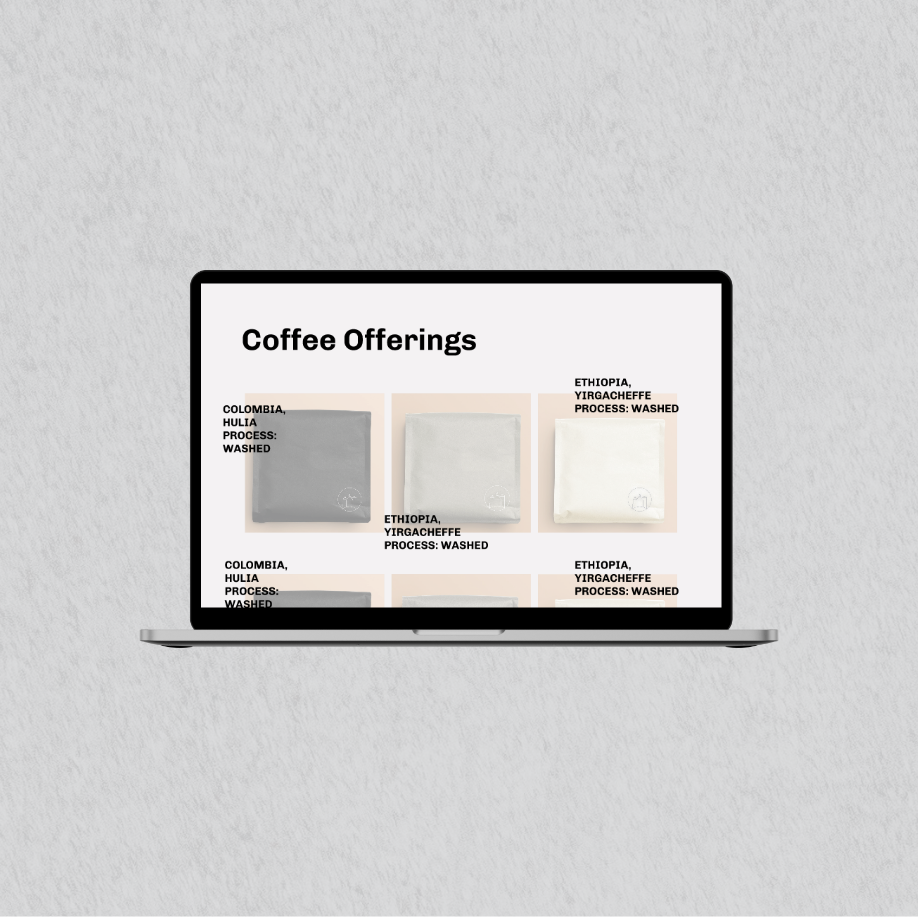 Coffee Offerings
COLOMBIA,
HULIA
PROCESS:
WASHED
ETHIOPIA,
YIRGACHEFFE
PROCESS: WASHED
ETHIOPIA,
YIRGACHEFFE
PROCESS: WASHED
COLOMBIA,
HULIA
PROCESS:
WASHED
ETHIOPIA,
YIRGACHEFFE
PROCESS: WASHED